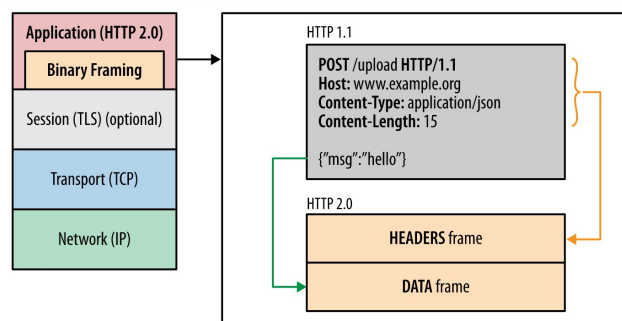 Application (HTTP 2.0)
Binary Framing
Session (TLS) (optional)
Transport (TCP)
Network (IP)
HTTP 1.1
POST /upload HTTP/1.1
Host: www.example.org
Content-Type: application/json
Content-Length: 15
{"msg":"hello"}
HTTP 2.0
HEADERS frame
DATA frame